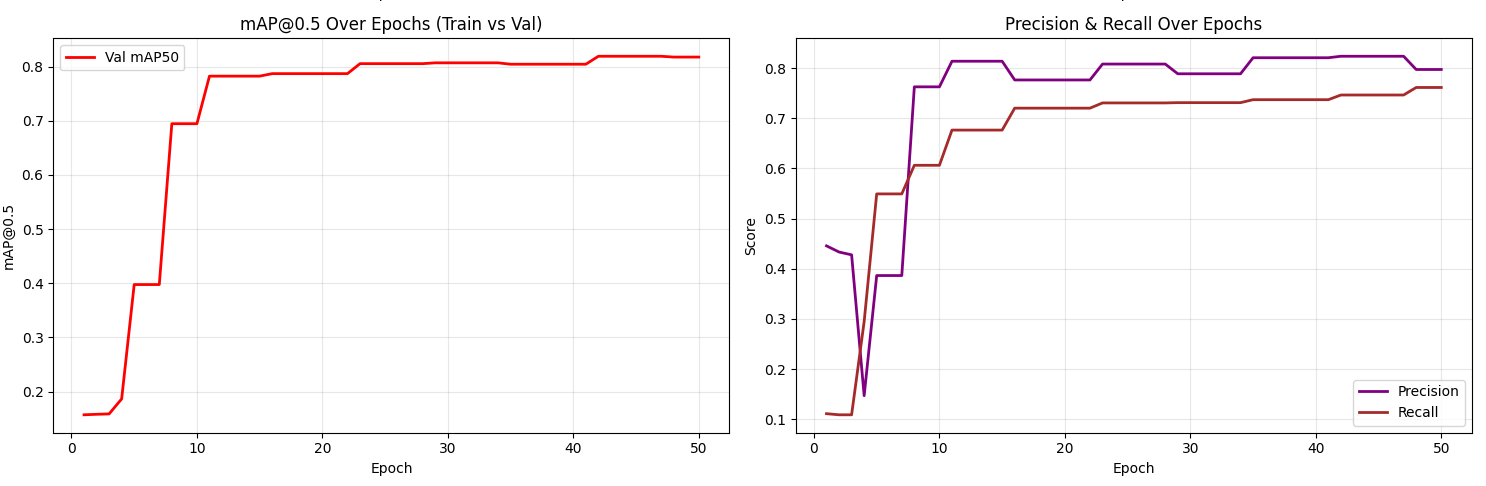 mAP@0.5 Over Epochs (Train vs Val)
Val mAP50
mAP@0.5
0.8
0.7
0.6
0.5
0.4
0.3
0.2
0 10 20 30 40 50
Epoch
Precision & Recall Over Epochs
Score
0.8
0.7
0.6
0.5
0.4
0.3
0.2
0.1
Precision
Recall
0 10 20 30 40 50
Epoch